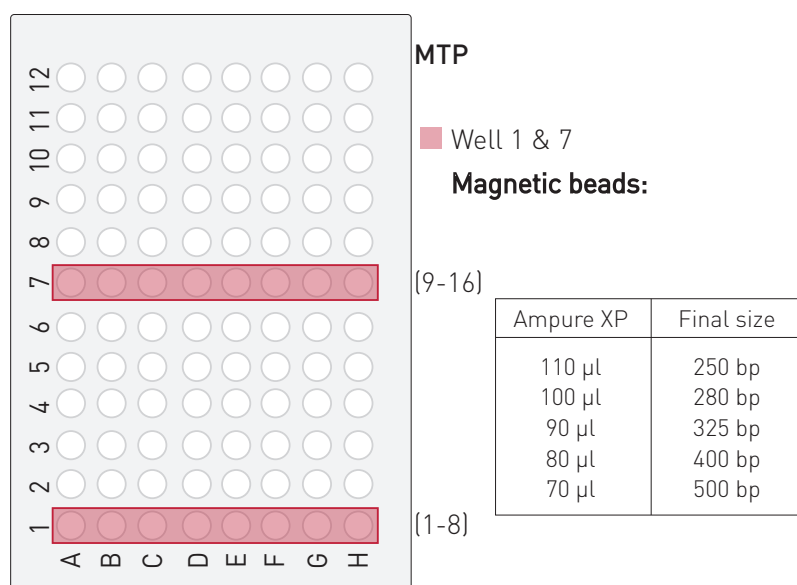 MTP
12
11
10
9
8
7
6
5
4
3
2
1
A B C D E F G H
Well 1 & 7
Magnetic beads:
(9-16)
Ampure XP Final size
110 µl 250 bp
100 µl 280 bp
90 µl 325 bp
80 µl 400 bp
70 µl 500 bp
(1-8)